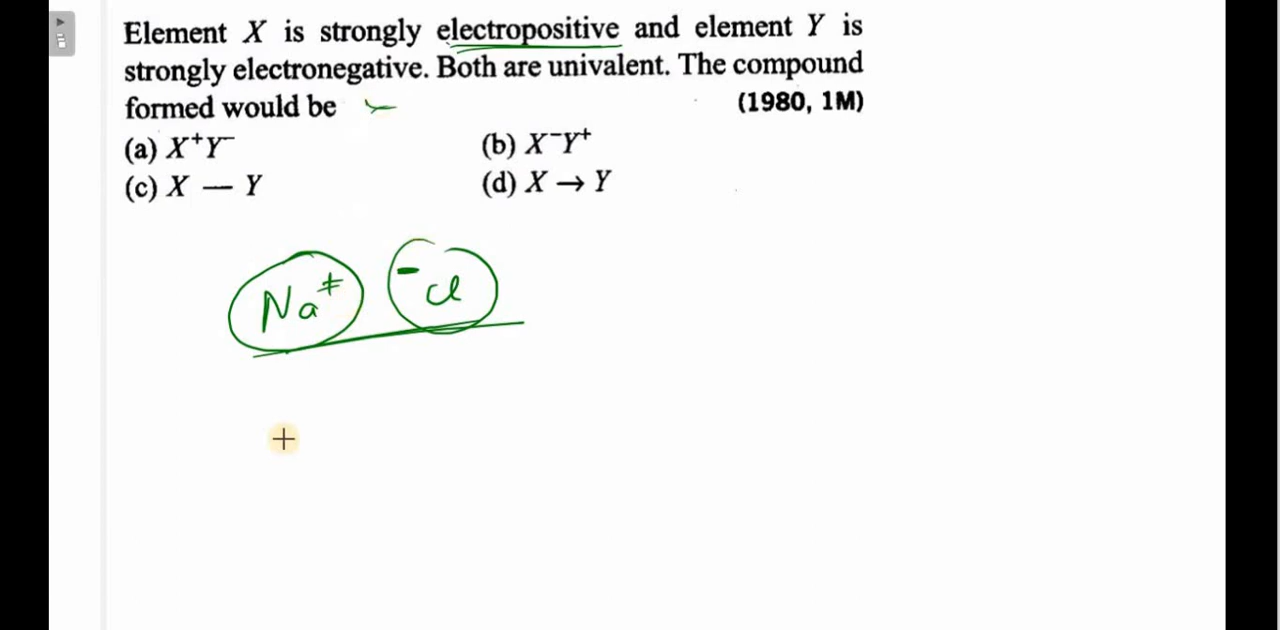 Element X is strongly electropositive and element Y is
strongly electronegative. Both are univalent. The compound
formed would be (1980, 1M)
(a) X⁺Y⁻ (b) X⁻Y⁺
(c) X — Y (d) X → Y
Na⁺ ⁻Cl